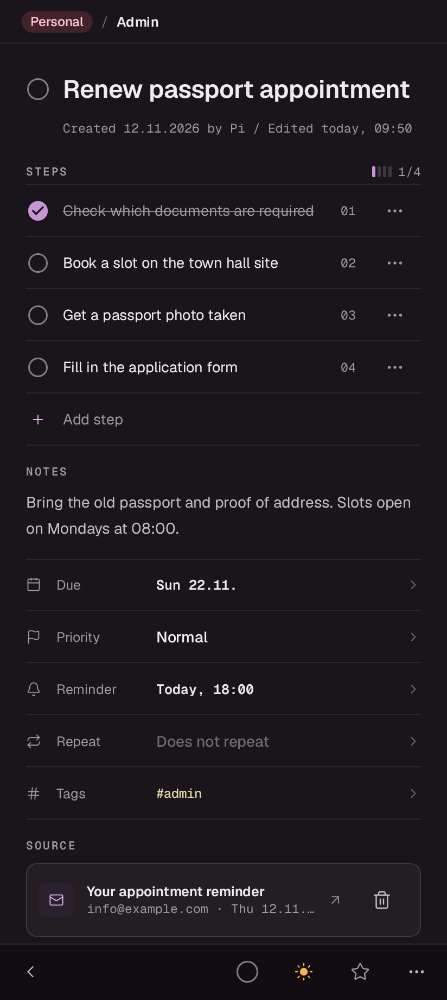 Personal / Admin
Renew passport appointment
Created 12.11.2026 by Pi / Edited today, 09:50
STEPS 1/4
Check which documents are required 01
Book a slot on the town hall site 02
Get a passport photo taken 03
Fill in the application form 04
Add step
NOTES
Bring the old passport and proof of address. Slots open
on Mondays at 08:00.
Due Sun 22.11.
Priority Normal
Reminder Today, 18:00
Repeat Does not repeat
Tags #admin
SOURCE
Your appointment reminder
info@example.com · Thu 12.11.…